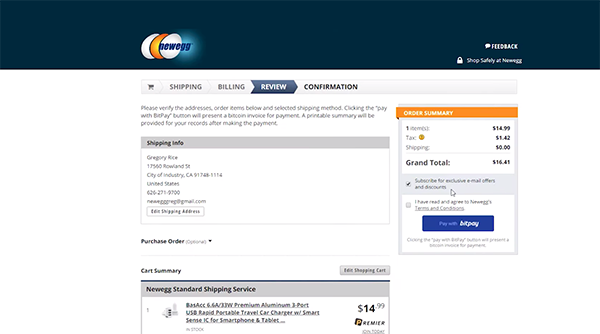 newegg
FEEDBACK
Shop Safely at Newegg
SHIPPING BILLING REVIEW CONFIRMATION
Please verify the addresses, order items below and selected shipping method. Clicking the "pay
with BitPay" button will present a bitcoin invoice for payment. A printable summary will be
provided for your records after making the payment.
Shipping Info
Gregory Rice
17560 Rowland St
City of Industry, CA 91748-1114
United States
626-271-9700
newegggreg@gmail.com
Edit Shipping Address
Purchase Order (Optional)
Cart Summary
Edit Shopping Cart
Newegg Standard Shipping Service
1
BasAcc 6.6A/33W Premium Aluminum 3-Port
USB Rapid Portable Travel Car Charger w/ Smart
Sense IC for Smartphone & Tablet ...
IN STOCK
$14.99
PREMIER
JOIN TODAY
ORDER SUMMARY
1 item(s): $14.99
Tax: $1.42
Shipping: $0.00
Grand Total: $16.41
Subscribe for exclusive e-mail offers
and discounts
I have read and agree to Newegg's
Terms and Conditions.
Pay with bitpay
Clicking the "pay with BitPay" button will present a
bitcoin invoice for payment.